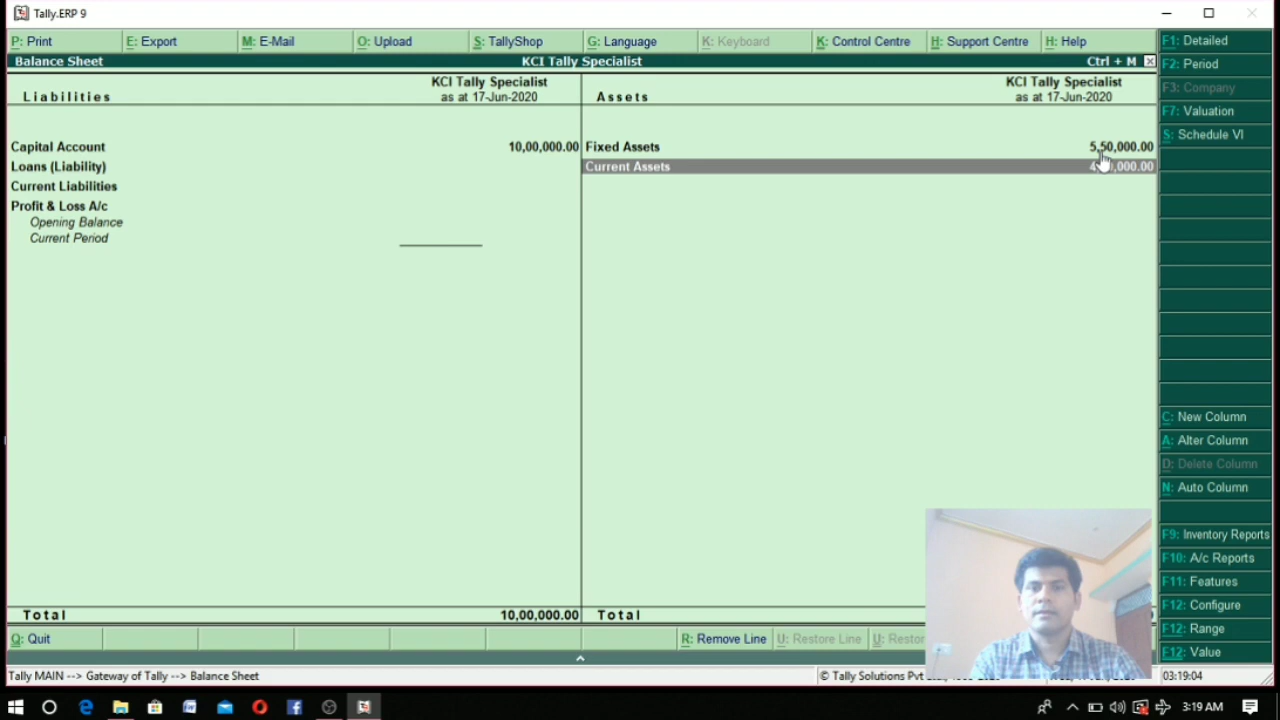 Tally.ERP 9
P: Print E: Export M: E-Mail O: Upload S: TallyShop G: Language K: Keyboard K: Control Centre H: Support Centre H: Help
Balance Sheet KCI Tally Specialist Ctrl + M
Liabilities KCI Tally Specialist as at 17-Jun-2020 Assets KCI Tally Specialist as at 17-Jun-2020
Capital Account 10,00,000.00 Fixed Assets 5,50,000.00
Loans (Liability) Current Assets
Current Liabilities
Profit & Loss A/c
Opening Balance
Current Period
Total 10,00,000.00 Total
Q: Quit R: Remove Line U: Restore Line U:
Tally MAIN --> Gateway of Tally --> Balance Sheet © Tally Solutions Pvt 03:19:04
F1: Detailed
F2: Period
F3: Company
F7: Valuation
S: Schedule VI
C: New Column
A: Alter Column
D: Delete Column
N: Auto Column
F9: Inventory Reports
F10: A/c Reports
F11: Features
F12: Configure
F12: Range
F12: Value
3:19 AM